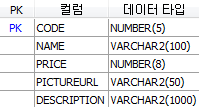 PK 컬럼 데이터 타입
PK CODE NUMBER(5)
NAME VARCHAR2(100)
PRICE NUMBER(8)
PICTUREURL VARCHAR2(50)
DESCRIPTION VARCHAR2(1000)